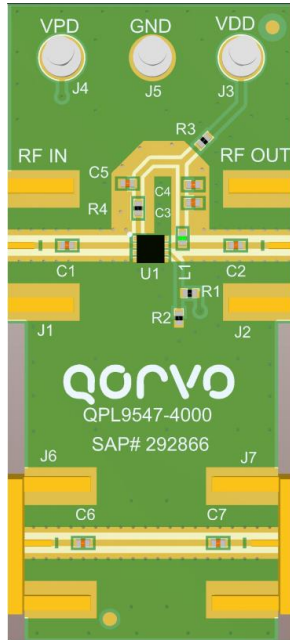 VPD GND VDD
J4 J5 J3
R3
RF IN RF OUT
C5 C4
R4 C3
C1 U1 L1 C2
R1
J1 R2 J2
QORVO
QPL9547-4000
SAP# 292866
J6 J7
C6 C7